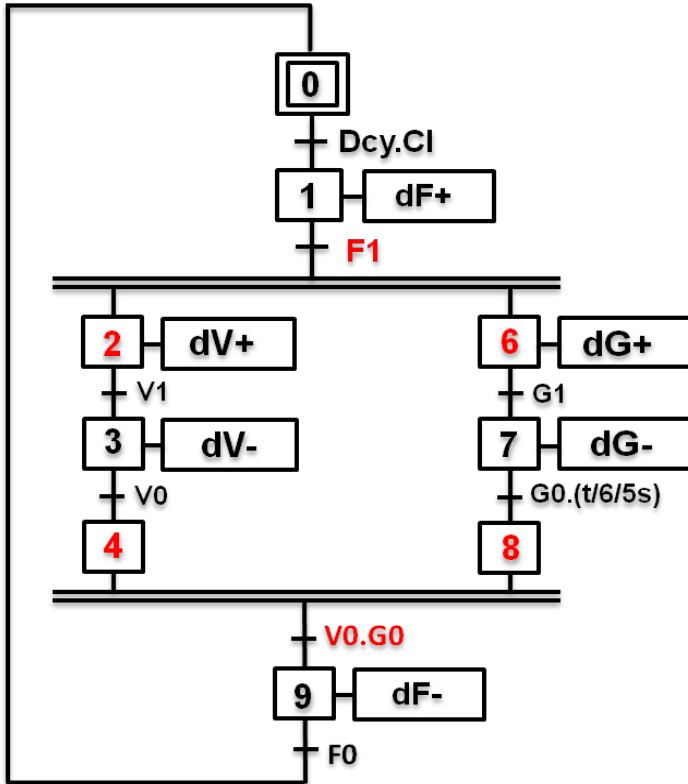 0
Dcy.CI
1 dF+
F1
2 dV+ 6 dG+
V1 G1
3 dV- 7 dG-
V0 G0.(t/6/5s)
4 8
V0.G0
9 dF-
F0